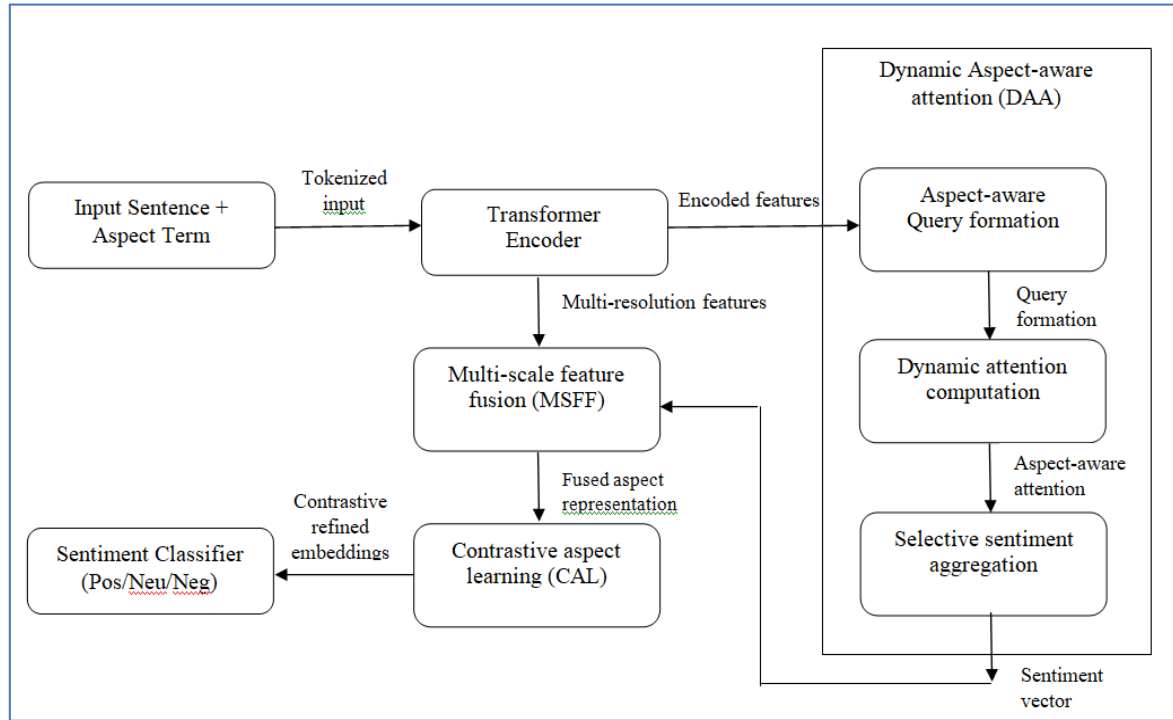 Dynamic Aspect-aware
attention (DAA)
Input Sentence +
Aspect Term
Tokenized
input
Transformer
Encoder
Encoded features
Aspect-aware
Query formation
Multi-resolution features
Query
formation
Multi-scale feature
fusion (MSFF)
Dynamic attention
computation
Fused aspect
representation
Aspect-aware
attention
Sentiment Classifier
(Pos/Neu/Neg)
Contrastive
refined
embeddings
Contrastive aspect
learning (CAL)
Selective sentiment
aggregation
Sentiment
vector